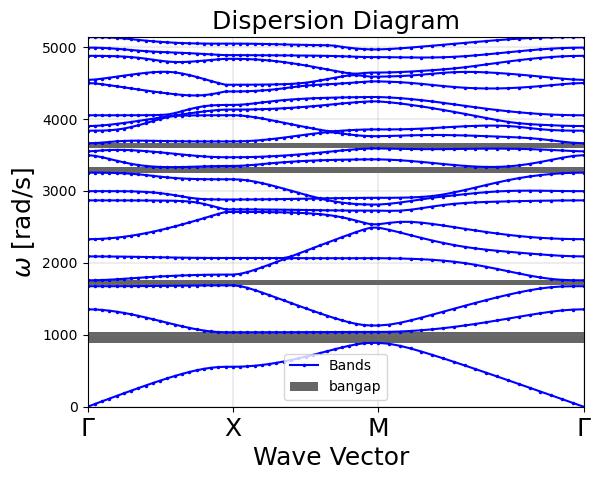 Dispersion Diagram
ω [rad/s]
5000
4000
3000
2000
1000
0
Bands
bangap
Γ X M Γ
Wave Vector